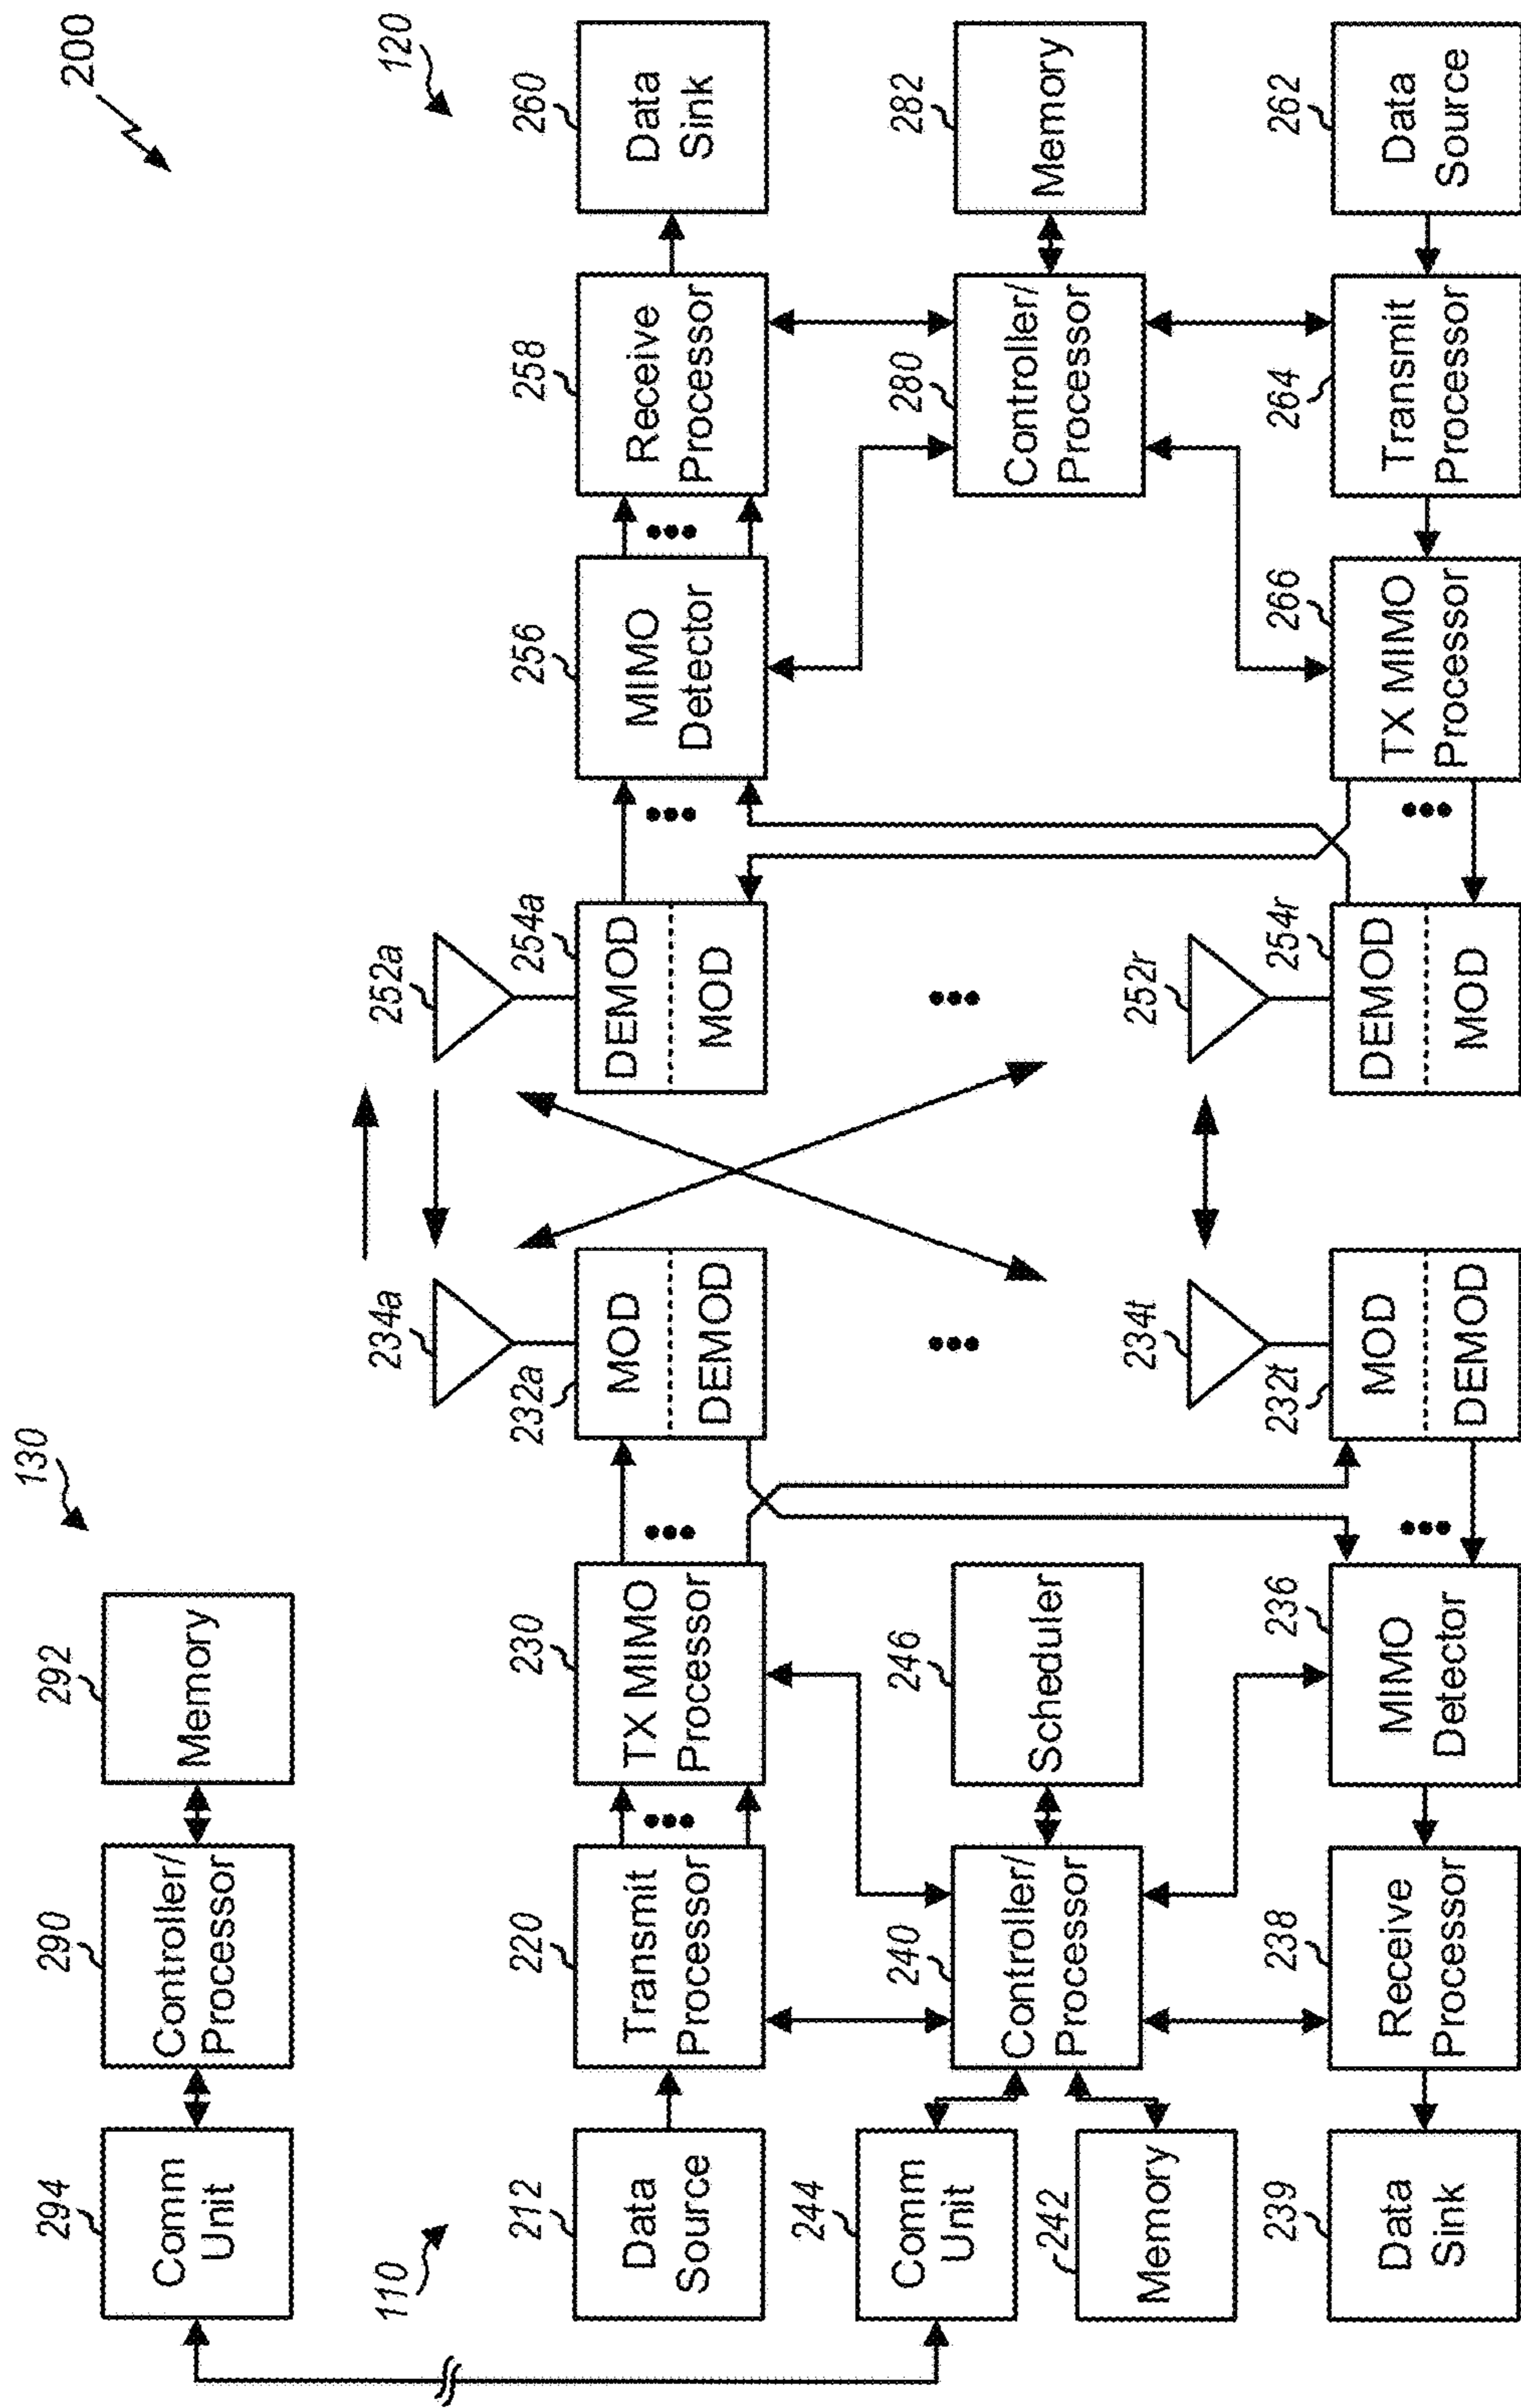 200
130
294
Comm
Unit
290
Controller/
Processor
292
Memory
110
120
212
Data
Source
220
Transmit
Processor
230
TX MIMO
Processor
232a
MOD
DEMOD
234a
252a
254a
DEMOD
MOD
256
MIMO
Detector
258
Receive
Processor
260
Data
Sink
244
Comm
Unit
242
Memory
240
Controller/
Processor
246
Scheduler
280
Controller/
Processor
282
Memory
239
Data
Sink
238
Receive
Processor
236
MIMO
Detector
232t
MOD
DEMOD
234t
252r
254r
DEMOD
MOD
266
TX MIMO
Processor
264
Transmit
Processor
262
Data
Source